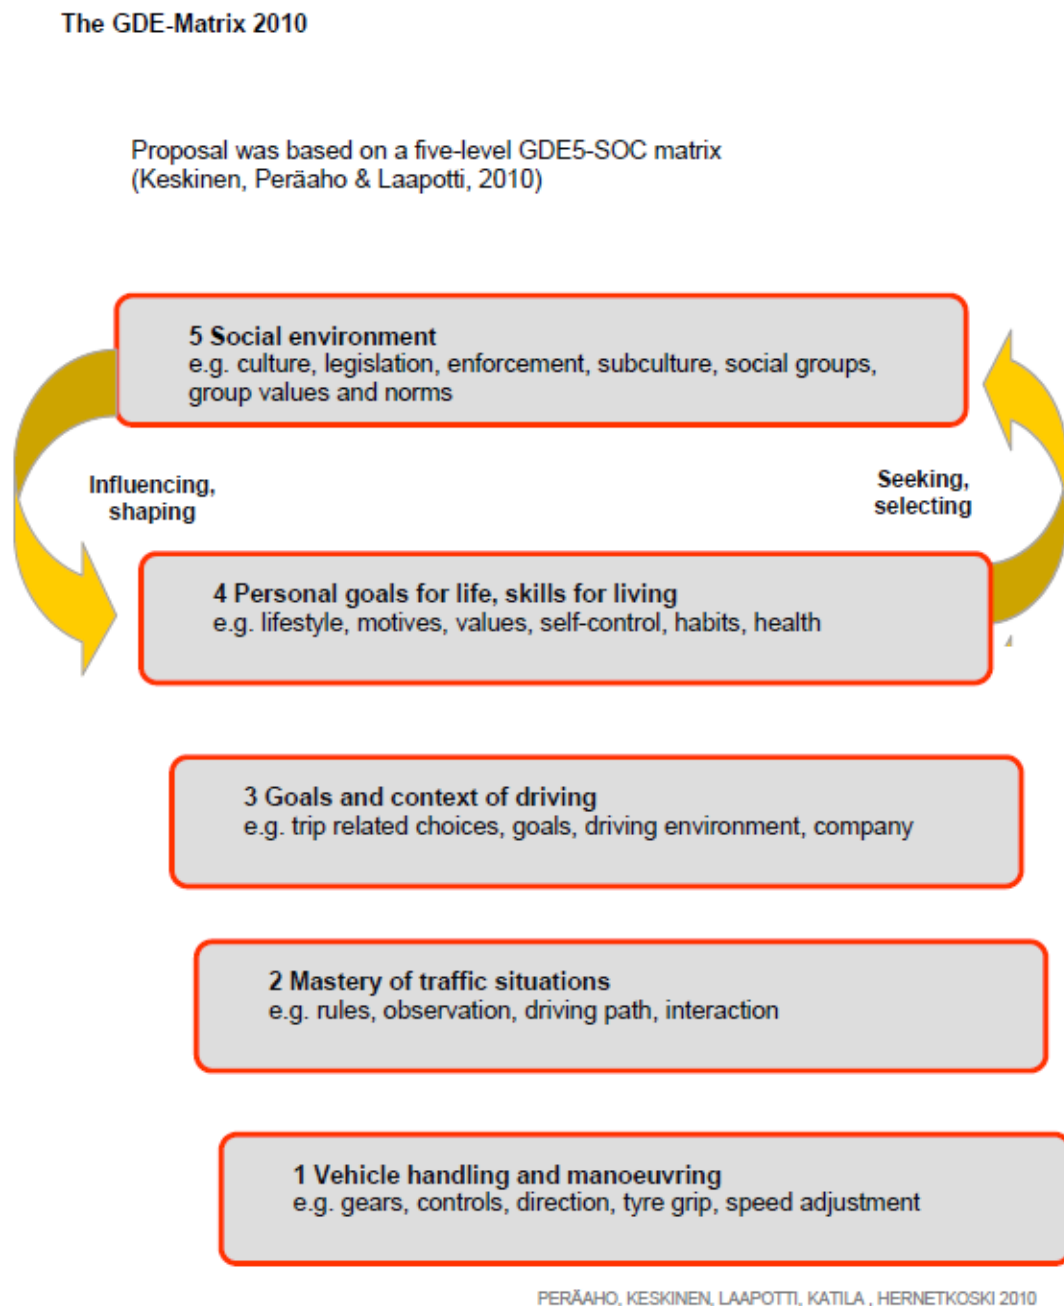 The GDE-Matrix 2010
Proposal was based on a five-level GDE5-SOC matrix
(Keskinen, Peräaho & Laapotti, 2010)
5 Social environment
e.g. culture, legislation, enforcement, subculture, social groups,
group values and norms
Influencing,
shaping
Seeking,
selecting
4 Personal goals for life, skills for living
e.g. lifestyle, motives, values, self-control, habits, health
3 Goals and context of driving
e.g. trip related choices, goals, driving environment, company
2 Mastery of traffic situations
e.g. rules, observation, driving path, interaction
1 Vehicle handling and manoeuvring
e.g. gears, controls, direction, tyre grip, speed adjustment
PERÄAHO, KESKINEN, LAAPOTTI, KATILA , HERNETKOSKI 2010